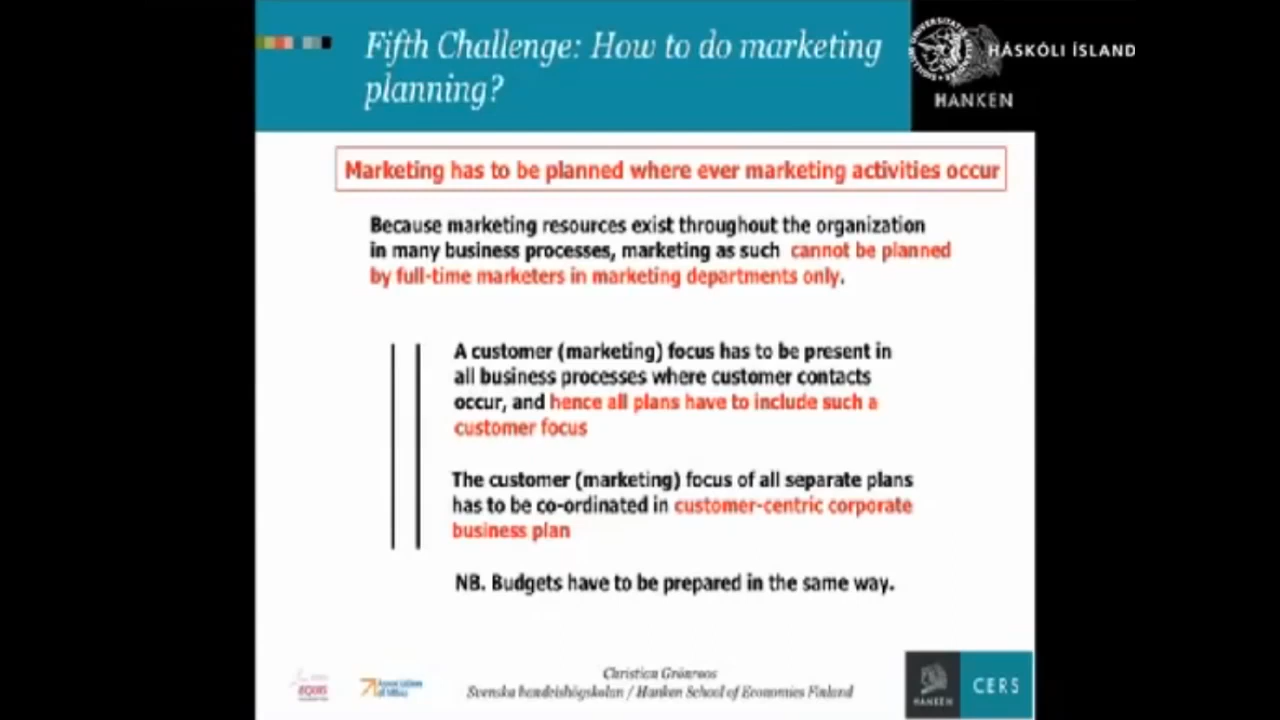 Fifth Challenge: How to do marketing
planning?
HÁSKÓLI ÍSLAND
HANKEN
Marketing has to be planned where ever marketing activities occur
Because marketing resources exist throughout the organization
in many business processes, marketing as such cannot be planned
by full-time marketers in marketing departments only.
A customer (marketing) focus has to be present in
all business processes where customer contacts
occur, and hence all plans have to include such a
customer focus
The customer (marketing) focus of all separate plans
has to be co-ordinated in customer-centric corporate
business plan
NB. Budgets have to be prepared in the same way.
EQUIS
Christian Grönroos
Svenska handelshögskolan / Hanken School of Economics Finland
HANKEN
CERS